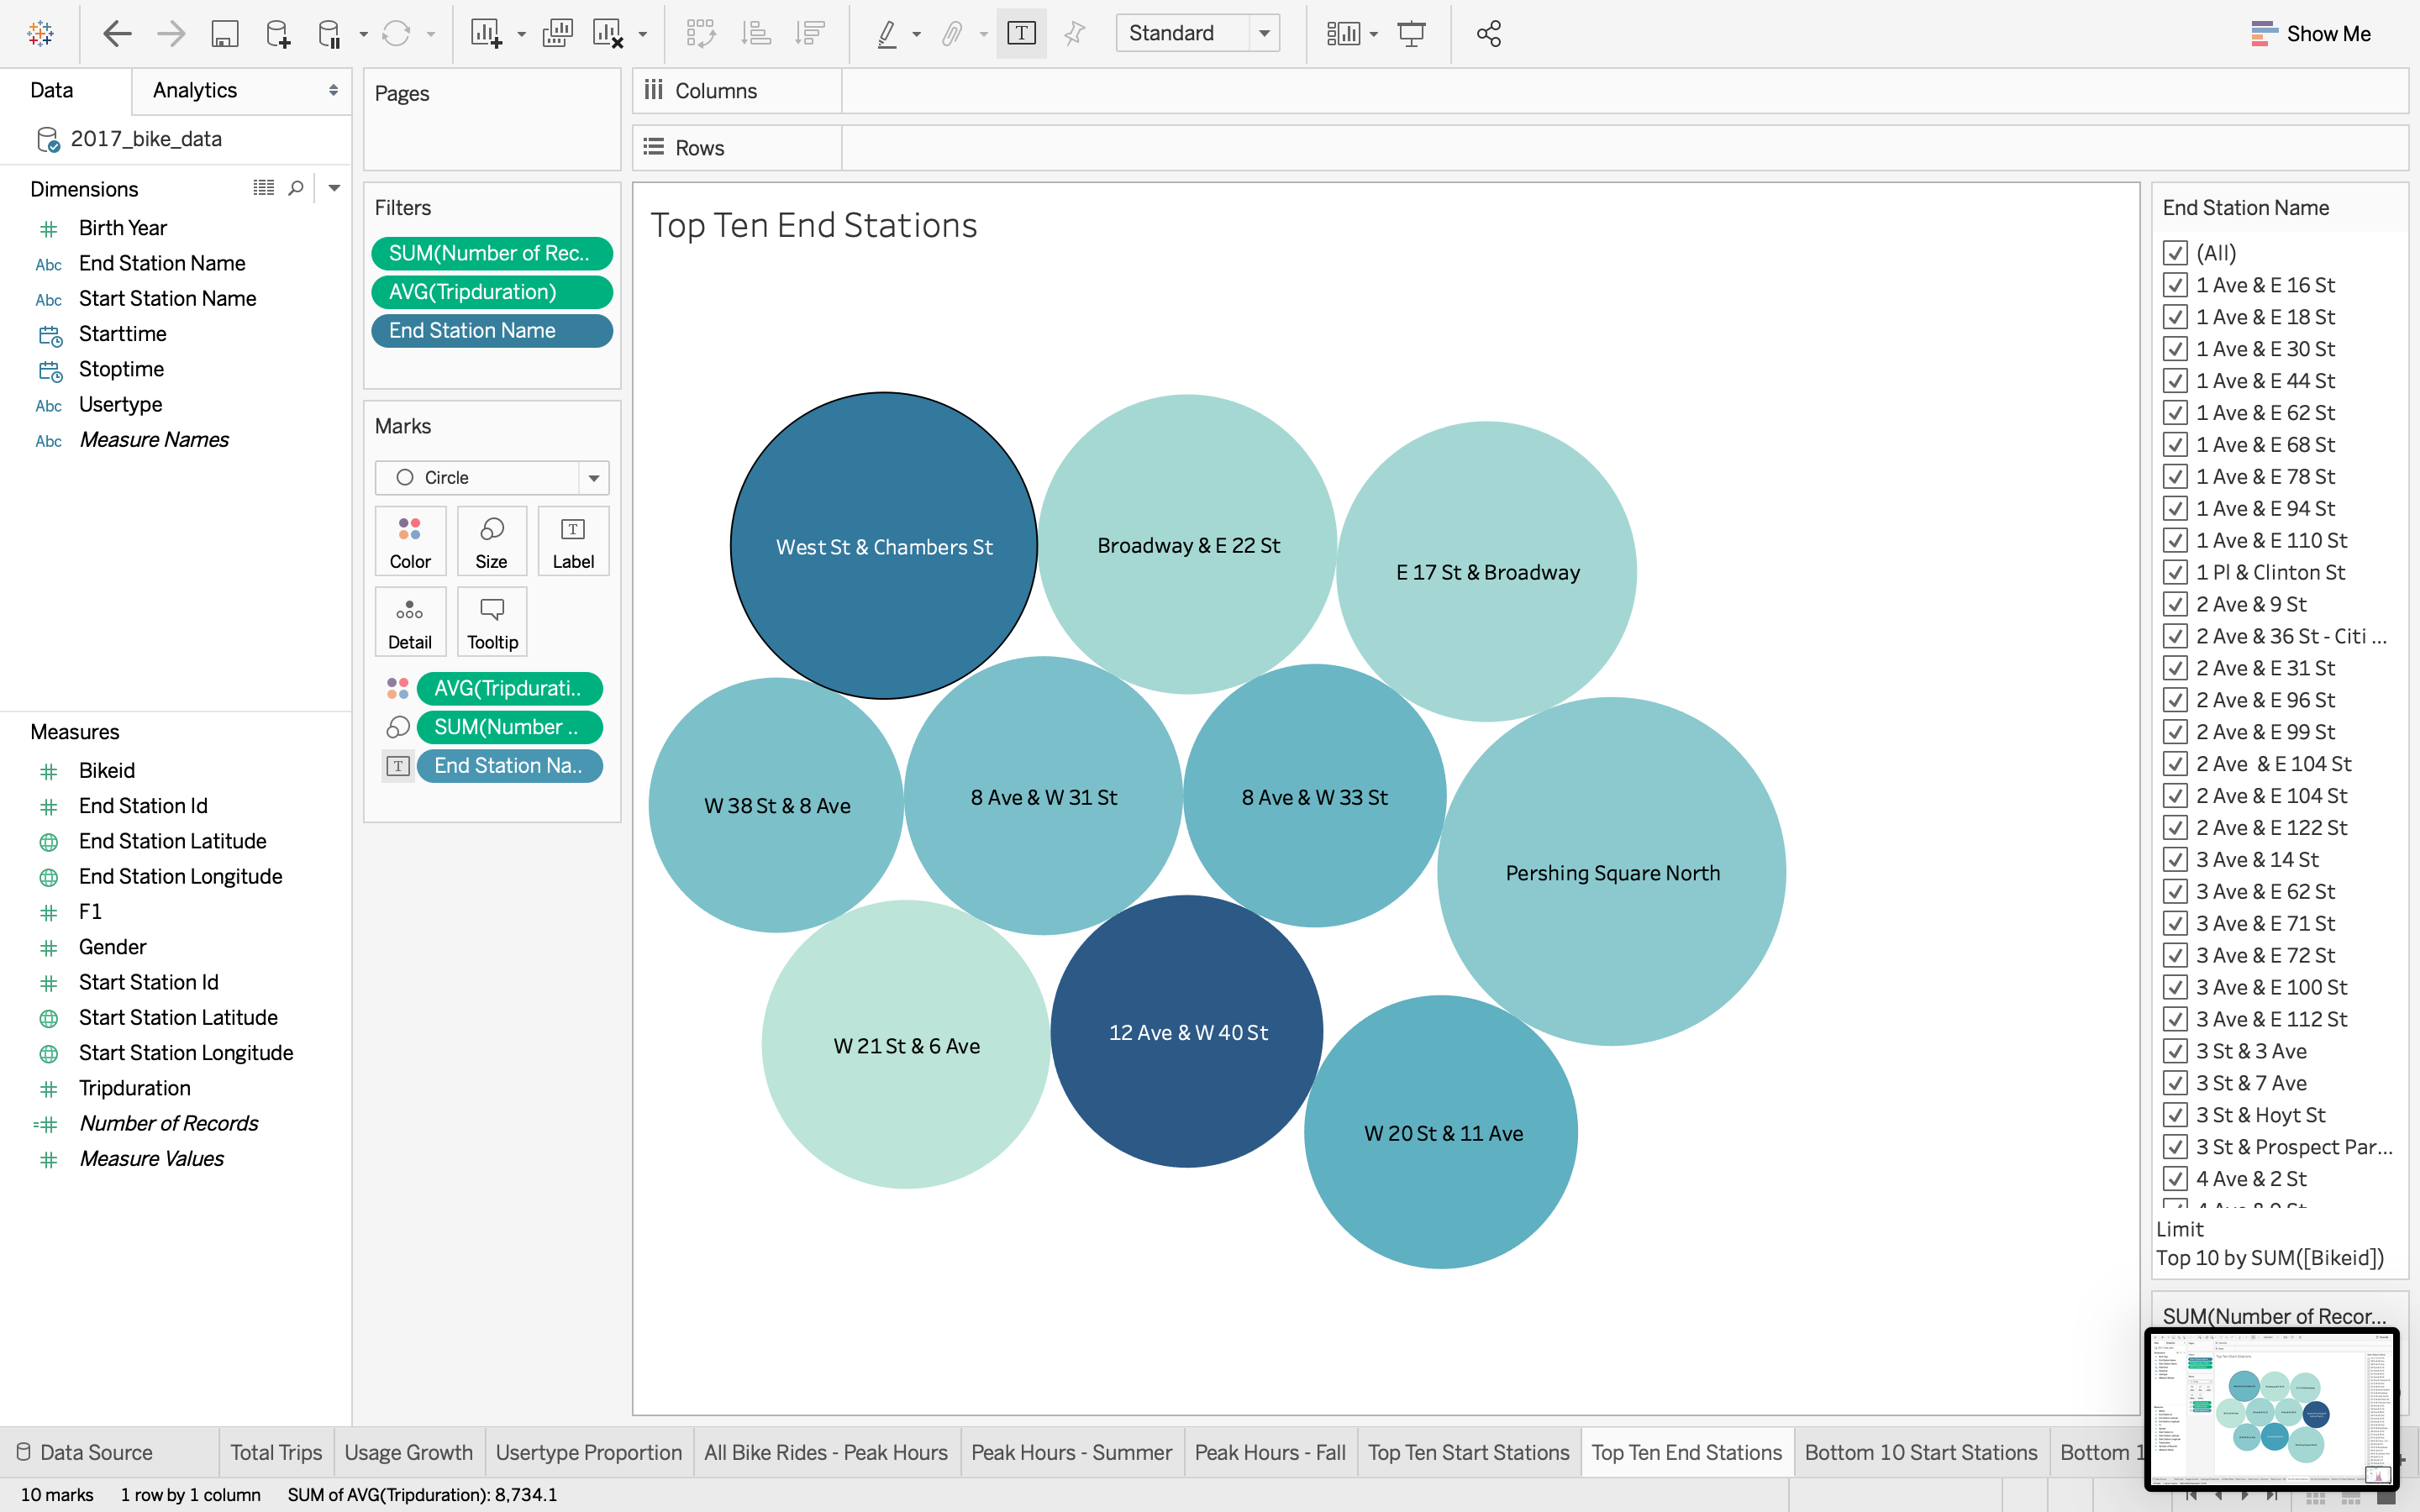 Standard
Show Me
Data
Analytics
2017_bike_data
Dimensions
Birth Year
Abc End Station Name
Abc Start Station Name
Starttime
Stoptime
Abc Usertype
Abc Measure Names
Measures
Bikeid
End Station Id
End Station Latitude
End Station Longitude
F1
Gender
Start Station Id
Start Station Latitude
Start Station Longitude
Tripduration
Number of Records
Measure Values
Pages
Filters
SUM(Number of Rec..
AVG(Tripduration)
End Station Name
Marks
Circle
Color
Size
Label
Detail
Tooltip
AVG(Tripdurati..
SUM(Number ..
End Station Na..
Columns
Rows
Top Ten End Stations
West St & Chambers St
Broadway & E 22 St
E 17 St & Broadway
W 38 St & 8 Ave
8 Ave & W 31 St
8 Ave & W 33 St
Pershing Square North
W 21 St & 6 Ave
12 Ave & W 40 St
W 20 St & 11 Ave
End Station Name
(All)
1 Ave & E 16 St
1 Ave & E 18 St
1 Ave & E 30 St
1 Ave & E 44 St
1 Ave & E 62 St
1 Ave & E 68 St
1 Ave & E 78 St
1 Ave & E 94 St
1 Ave & E 110 St
1 Pl & Clinton St
2 Ave & 9 St
2 Ave & 36 St - Citi ...
2 Ave & E 31 St
2 Ave & E 96 St
2 Ave & E 99 St
2 Ave  & E 104 St
2 Ave & E 104 St
2 Ave & E 122 St
3 Ave & 14 St
3 Ave & E 62 St
3 Ave & E 71 St
3 Ave & E 72 St
3 Ave & E 100 St
3 Ave & E 112 St
3 St & 3 Ave
3 St & 7 Ave
3 St & Hoyt St
3 St & Prospect Par...
4 Ave & 2 St
Limit
Top 10 by SUM([Bikeid])
SUM(Number of Recor...
Data Source
Total Trips
Usage Growth
Usertype Proportion
All Bike Rides - Peak Hours
Peak Hours - Summer
Peak Hours - Fall
Top Ten Start Stations
Top Ten End Stations
Bottom 10 Start Stations
Bottom 1
10 marks
1 row by 1 column
SUM of AVG(Tripduration): 8,734.1